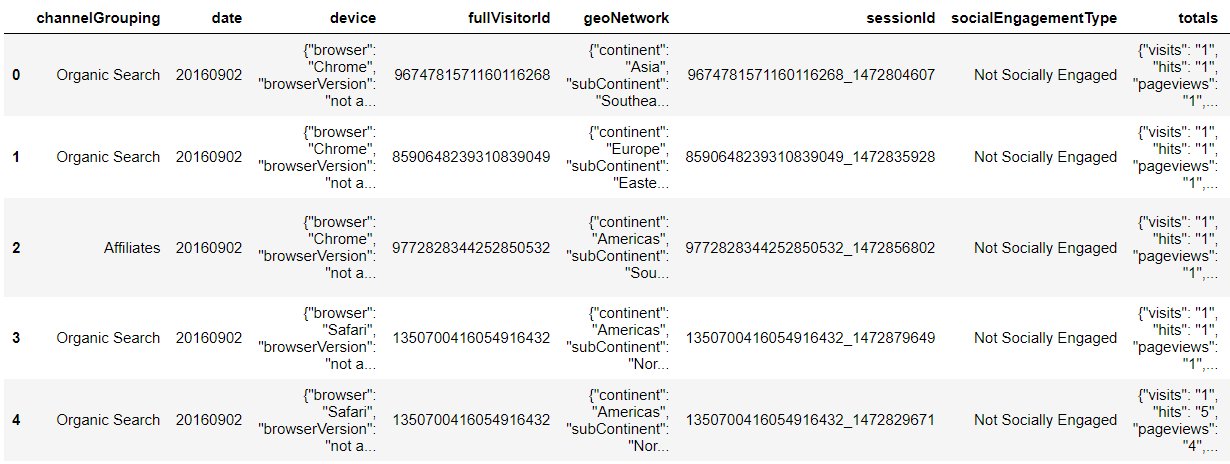 channelGrouping date device fullVisitorId geoNetwork sessionId socialEngagementType totals
0 Organic Search 20160902 {"browser": "Chrome", "browserVersion": "not a... 9674781571160116268 {"continent": "Asia", "subContinent": "Southea... 9674781571160116268_1472804607 Not Socially Engaged {"visits": "1", "hits": "1", "pageviews": "1",...
1 Organic Search 20160902 {"browser": "Chrome", "browserVersion": "not a... 8590648239310839049 {"continent": "Europe", "subContinent": "Easte... 8590648239310839049_1472835928 Not Socially Engaged {"visits": "1", "hits": "1", "pageviews": "1",...
2 Affiliates 20160902 {"browser": "Chrome", "browserVersion": "not a... 9772828344252850532 {"continent": "Americas", "subContinent": "Sou... 9772828344252850532_1472856802 Not Socially Engaged {"visits": "1", "hits": "1", "pageviews": "1",...
3 Organic Search 20160902 {"browser": "Safari", "browserVersion": "not a... 1350700416054916432 {"continent": "Americas", "subContinent": "Nor... 1350700416054916432_1472879649 Not Socially Engaged {"visits": "1", "hits": "1", "pageviews": "1",...
4 Organic Search 20160902 {"browser": "Safari", "browserVersion": "not a... 1350700416054916432 {"continent": "Americas", "subContinent": "Nor... 1350700416054916432_1472829671 Not Socially Engaged {"visits": "1", "hits": "5", "pageviews": "4",...